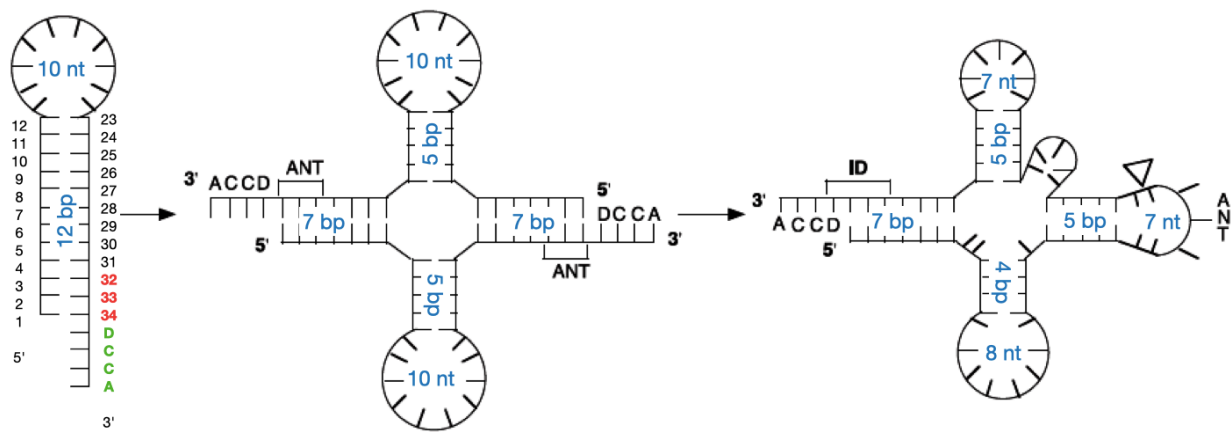 10 nt
12 23
11 24
10 25
9 26
8 27
7 28
6 29
5 30
4 31
3 32
2 33
1 34
12 bp
D
C
C
A
5'
3'
10 nt
5 bp
3' ACCD ANT
7 bp
5'
5'
7 bp
DCCA
3'
ANT
5 bp
10 nt
7 nt
5 bp
3'
ID
ACCD
7 bp
5'
5 bp
7 nt
A
N
T
4 bp
8 nt